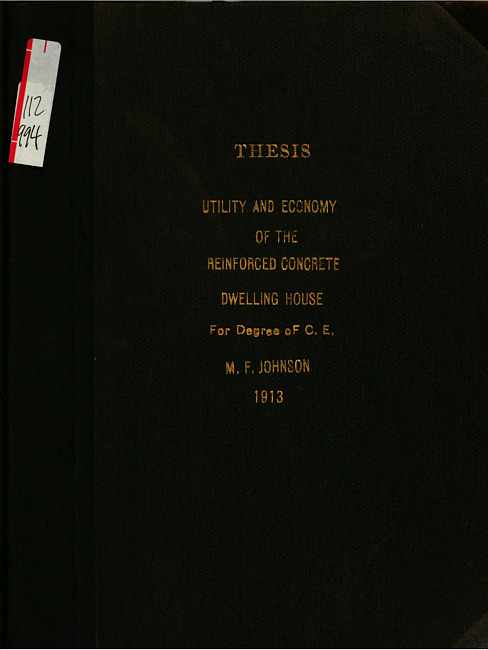 112
994
THESIS
UTILITY AND ECONOMY
OF THE
REINFORCED CONCRETE
DWELLING HOUSE
For Degree oF C. E.
M. F. JOHNSON
1913